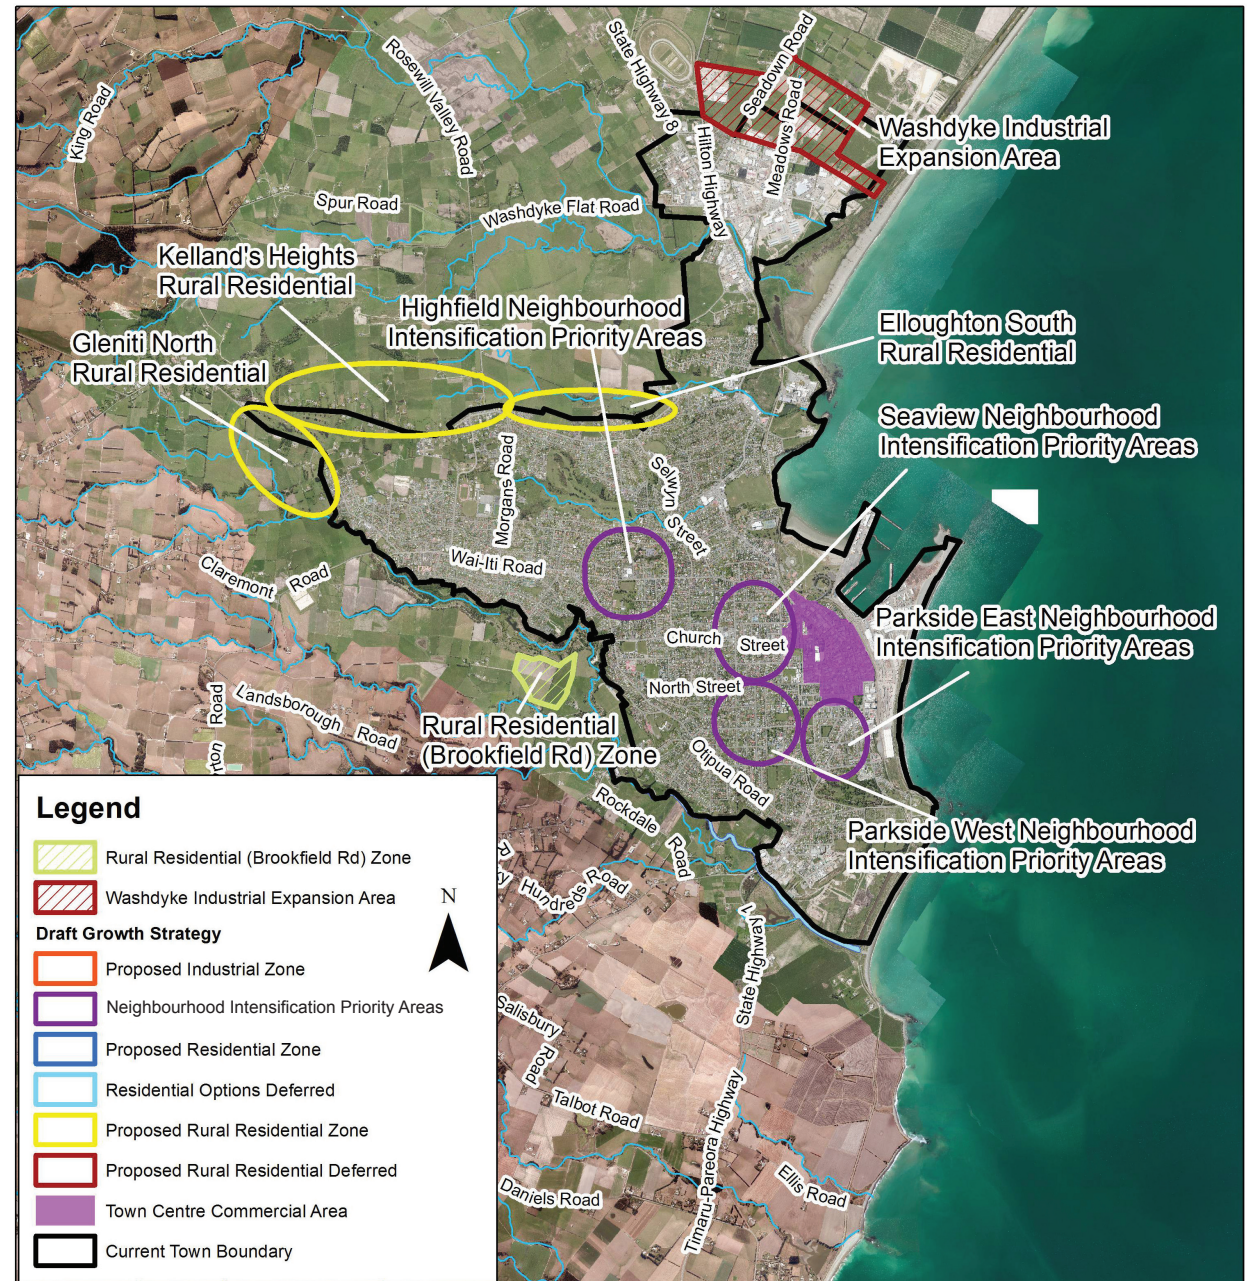 State Highway 8
Seadown Road
Rosewill Valley Road
King Road
Hilton Highway
Meadows Road
Washdyke Industrial
Expansion Area
Spur Road
Washdyke Flat Road
Kelland's Heights
Rural Residential
Highfield Neighbourhood
Intensification Priority Areas
Elloughton South
Rural Residential
Gleniti North
Rural Residential
Seaview Neighbourhood
Intensification Priority Areas
Morgans Road
Selwyn Street
Wai-Iti Road
Claremont Road
Church Street
Parkside East Neighbourhood
Intensification Priority Areas
North Street
Landsborough Road
rton Road
Rural Residential
(Brookfield Rd) Zone
Otipua Road
Rockdale Road
Parkside West Neighbourhood
Intensification Priority Areas
R
ky
Hundreds Road
State Highway 1
Salisbury Road
Talbot Road
Daniels Road
Timaru-Pareora Highway
Ellis Road
Legend
Rural Residential (Brookfield Rd) Zone
Washdyke Industrial Expansion Area
N
Draft Growth Strategy
Proposed Industrial Zone
Neighbourhood Intensification Priority Areas
Proposed Residential Zone
Residential Options Deferred
Proposed Rural Residential Zone
Proposed Rural Residential Deferred
Town Centre Commercial Area
Current Town Boundary